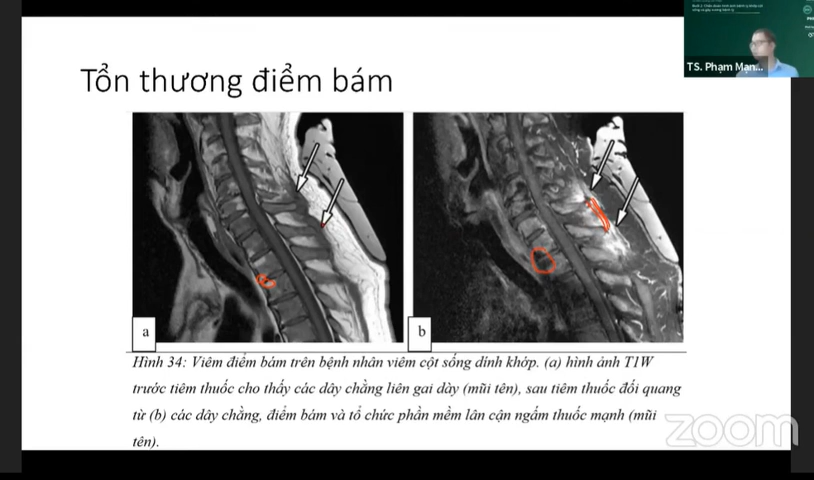 TS. Phạm Mạn...
Tổn thương điểm bám
a
b
Hình 34: Viêm điểm bám trên bệnh nhân viêm cột sống dính khớp. (a) hình ảnh T1W
trước tiêm thuốc cho thấy các dây chằng liên gai dày (mũi tên), sau tiêm thuốc đối quang
từ (b) các dây chằng, điểm bám và tổ chức phần mềm lân cận ngấm thuốc mạnh (mũi
tên).
zoom